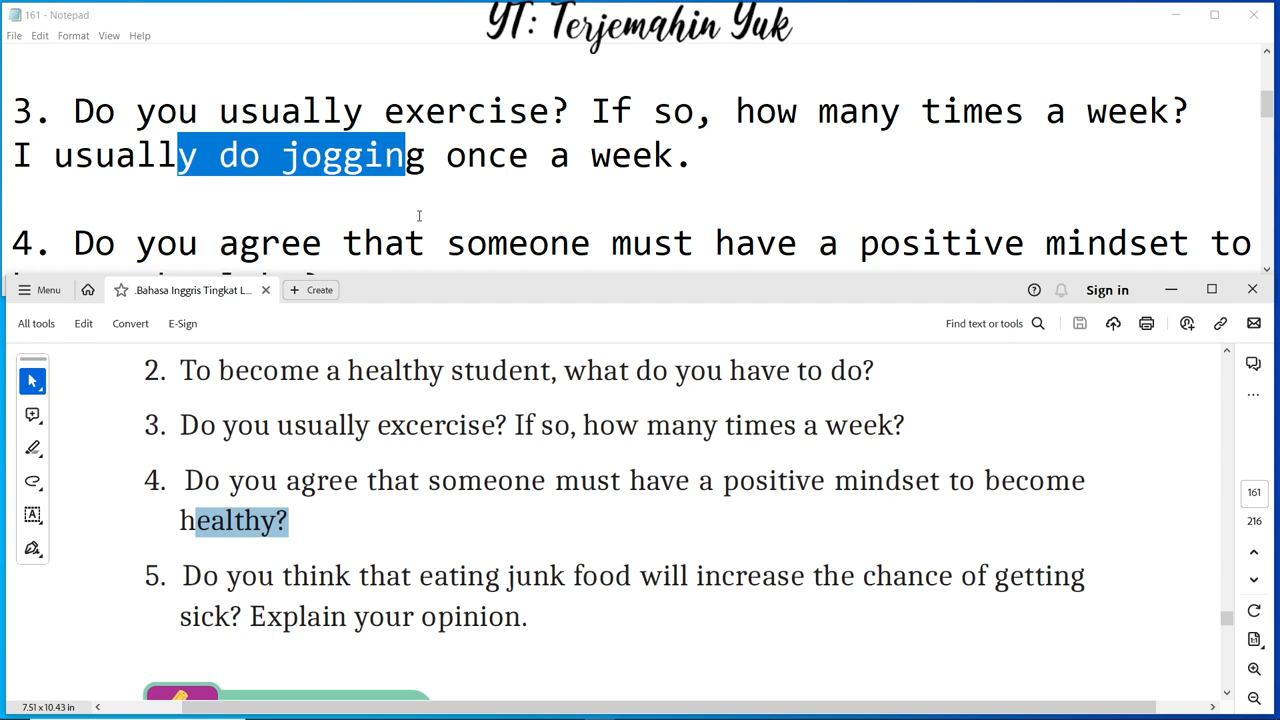 161 - Notepad
YT: Terjemahin Yuk
File Edit Format View Help
3. Do you usually exercise? If so, how many times a week?
I usually do jogging once a week.
4. Do you agree that someone must have a positive mindset to
Menu
.Bahasa Inggris Tingkat L...
Create
Sign in
All tools Edit Convert E-Sign
Find text or tools
2. To become a healthy student, what do you have to do?
3. Do you usually excercise? If so, how many times a week?
4. Do you agree that someone must have a positive mindset to become
healthy?
5. Do you think that eating junk food will increase the chance of getting
sick? Explain your opinion.
161
216
7.51 x 10.43 in